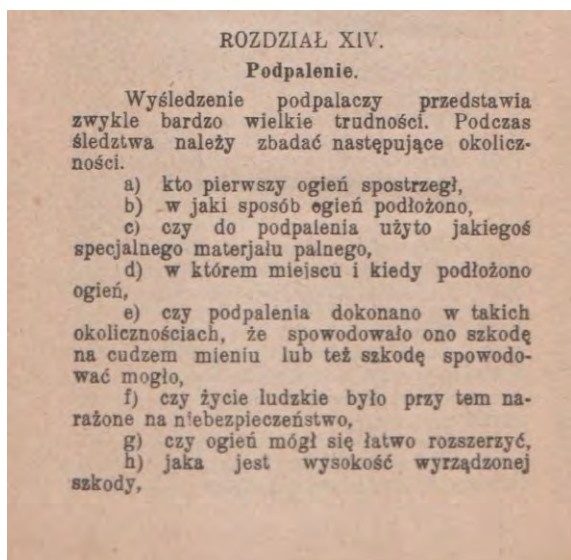 ROZDZIAŁ XIV.
Podpalenie.
Wyśledzenie podpalaczy przedstawia
zwykle bardzo wielkie trudności. Podczas
śledztwa należy zbadać następujące okolicz-
ności.
a) kto pierwszy ogień spostrzegł,
b) w jaki sposób ogień podłożono,
c) czy do podpalenia użyto jakiegoś
specjalnego materjału palnego,
d) w którem miejscu i kiedy podłożono
ogień,
e) czy podpalenia dokonano w takich
okolicznościach, że spowodowało ono szkodę
na cudzem mieniu lub też szkodę spowodo-
wać mogło,
f) czy życie ludzkie było przy tem na-
rażone na niebezpieczeństwo,
g) czy ogień mógł się łatwo rozszerzyć,
h) jaka jest wysokość wyrządzonej
szkody,